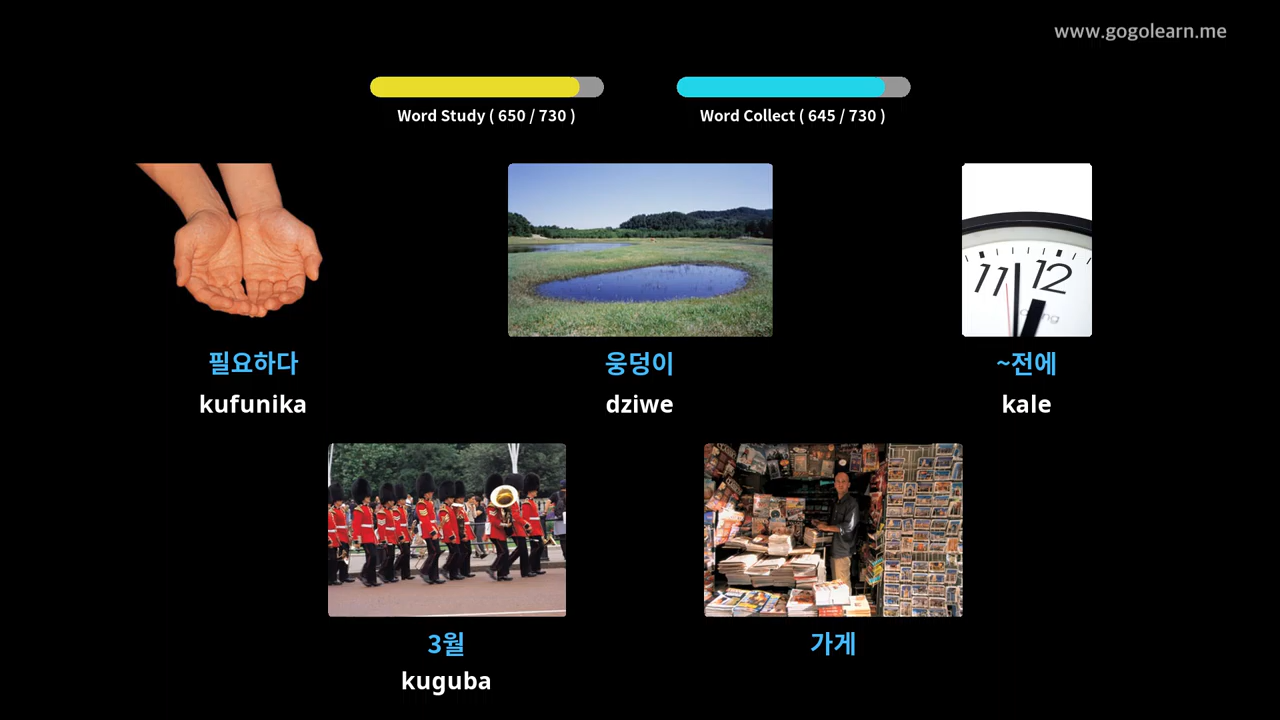 www.gogolearn.me
Word Study ( 650 / 730 )
Word Collect ( 645 / 730 )
필요하다
kufunika
웅덩이
dziwe
~전에
kale
11 12
3월
kuguba
가게